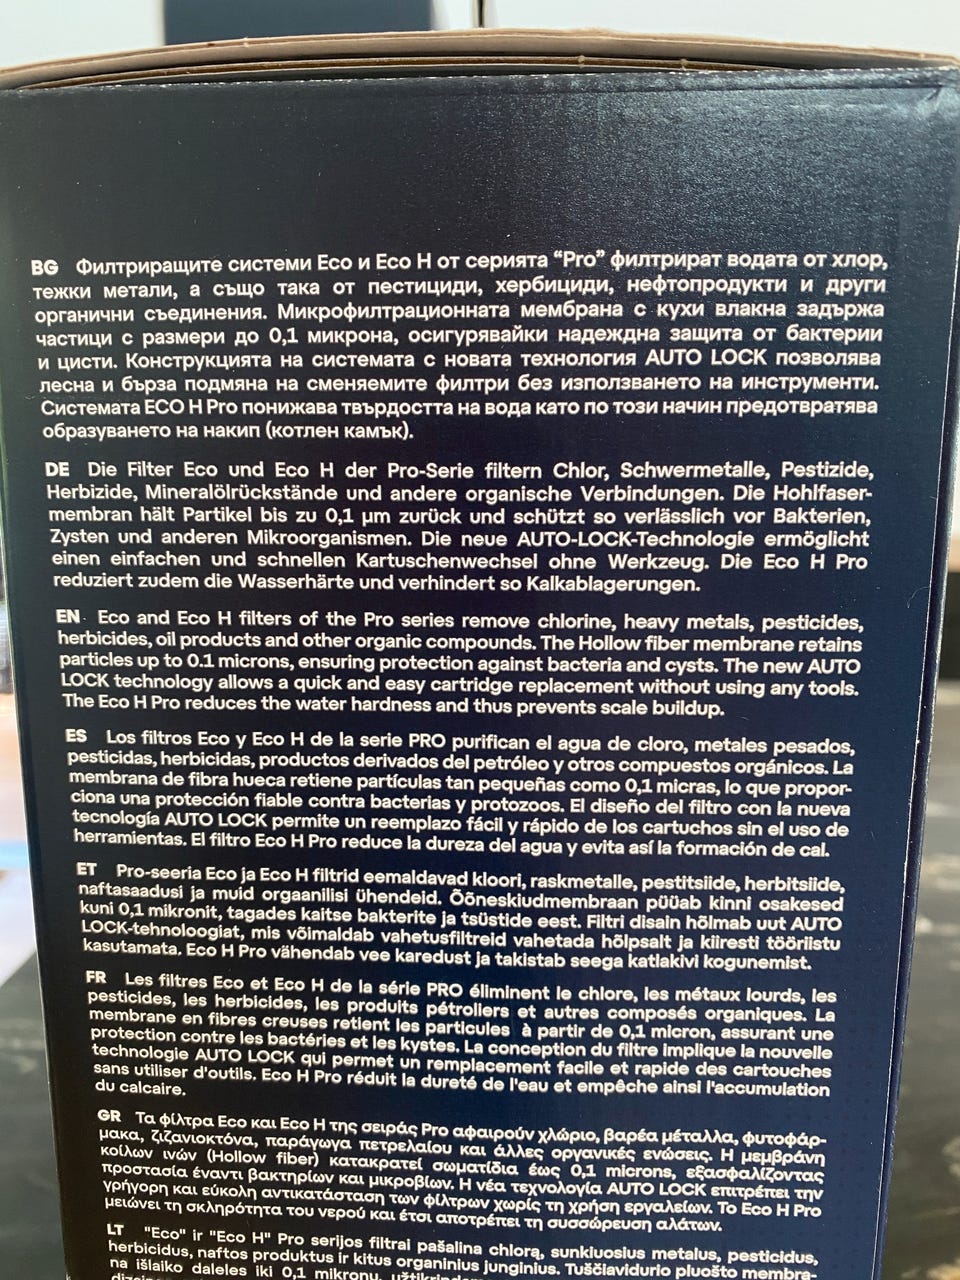 BG Филтриращите системи Eco и Eco H от серията “Pro” филтрират водата от хлор,
тежки метали, а също така от пестициди, хербициди, нефтопродукти и други
органични съединения. Микрофилтрационната мембрана с кухи влакна задържа
частици с размери до 0,1 микрона, осигурявайки надеждна защита от бактерии
и цисти. Конструкцията на системата с новата технология AUTO LOCK позволява
лесна и бърза подмяна на сменяемите филтри без използването на инструменти.
Системата ECO H Pro понижава твърдостта на вода като по този начин предотвратява
образуването на накип (котлен камък).
DE Die Filter Eco und Eco H der Pro-Serie filtern Chlor, Schwermetalle, Pestizide,
Herbizide, Mineralölrückstände und andere organische Verbindungen. Die Hohlfaser-
membran hält Partikel bis zu 0,1 µm zurück und schützt so verlässlich vor Bakterien,
Zysten und anderen Mikroorganismen. Die neue AUTO-LOCK-Technologie ermöglicht
einen einfachen und schnellen Kartuschenwechsel ohne Werkzeug. Die Eco H Pro
reduziert zudem die Wasserhärte und verhindert so Kalkablagerungen.
EN Eco and Eco H filters of the Pro series remove chlorine, heavy metals, pesticides,
herbicides, oil products and other organic compounds. The Hollow fiber membrane retains
particles up to 0.1 microns, ensuring protection against bacteria and cysts. The new AUTO
LOCK technology allows a quick and easy cartridge replacement without using any tools.
The Eco H Pro reduces the water hardness and thus prevents scale buildup.
ES Los filtros Eco y Eco H de la serie PRO purifican el agua de cloro, metales pesados,
pesticidas, herbicidas, productos derivados del petróleo y otros compuestos orgánicos. La
membrana de fibra hueca retiene partículas tan pequeñas como 0,1 micras, lo que propor-
ciona una protección fiable contra bacterias y protozoos. El diseño del filtro con la nueva
tecnología AUTO LOCK permite un reemplazo fácil y rápido de los cartuchos sin el uso de
herramientas. El filtro Eco H Pro reduce la dureza del agua y evita así la formación de cal.
ET Pro-seeria Eco ja Eco H filtrid eemaldavad kloori, raskmetalle, pestitsiide, herbitsiide,
naftasaadusi ja muid orgaanilisi ühendeid. Õõneskiudmembraan püüab kinni osakesed
kuni 0,1 mikronit, tagades kaitse bakterite ja tsüstide eest. Filtri disain hõlmab uut AUTO
LOCK-tehnoloogiat, mis võimaldab vahetusfiltreid vahetada hõlpsalt ja kiiresti tööriistu
kasutamata. Eco H Pro vähendab vee karedust ja takistab seega katlakivi kogunemist.
FR Les filtres Eco et Eco H de la série PRO éliminent le chlore, les métaux lourds, les
pesticides, les herbicides, les produits pétroliers et autres composés organiques. La
membrane en fibres creuses retient les particules à partir de 0,1 micron, assurant une
protection contre les bactéries et les kystes. La conception du filtre implique la nouvelle
technologie AUTO LOCK qui permet un remplacement facile et rapide des cartouches
sans utiliser d'outils. Eco H Pro réduit la dureté de l'eau et empêche ainsi l'accumulation
du calcaire.
GR Τα φίλτρα Eco και Eco H της σειράς Pro αφαιρούν χλώριο, βαρέα μέταλλα, φυτοφάρ-
μακα, ζιζανιοκτόνα, παράγωγα πετρελαίου και άλλες οργανικές ενώσεις. Η μεμβράνη
κοίλων ινών (Hollow fiber) κατακρατεί σωματίδια έως 0,1 microns, εξασφαλίζοντας
προστασία έναντι βακτηρίων και μικροβίων. Η νέα τεχνολογία AUTO LOCK επιτρέπει την
γρήγορη και εύκολη αντικατάσταση των φίλτρων χωρίς τη χρήση εργαλείων. Το Eco H Pro
μειώνει τη σκληρότητα του νερού και έτσι αποτρέπει τη συσσώρευση αλάτων.
LT "Eco" ir "Eco H" Pro serijos filtrai pašalina chlorą, sunkiuosius metalus, pesticidus,
herbicidus, naftos produktus ir kitus organinius junginius. Tuščiavidurio pluošto membra-
na išlaiko daleles iki 0,1 mikronų,